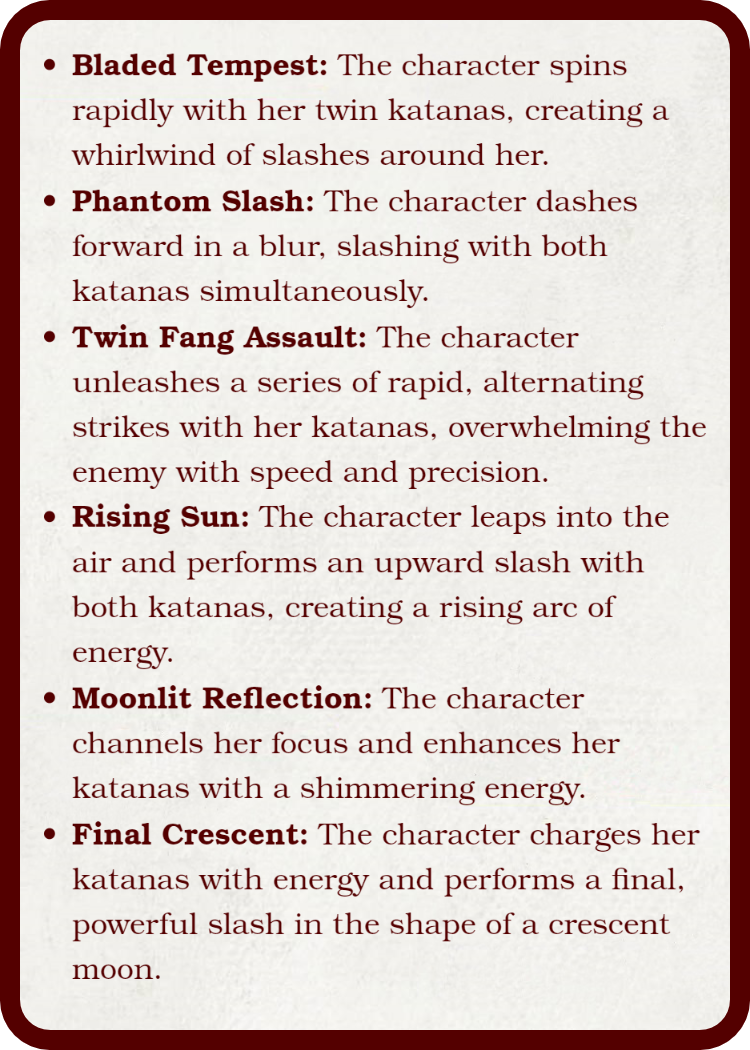 • Bladed Tempest: The character spins
rapidly with her twin katanas, creating a
whirlwind of slashes around her.
• Phantom Slash: The character dashes
forward in a blur, slashing with both
katanas simultaneously.
• Twin Fang Assault: The character
unleashes a series of rapid, alternating
strikes with her katanas, overwhelming the
enemy with speed and precision.
• Rising Sun: The character leaps into the
air and performs an upward slash with
both katanas, creating a rising arc of
energy.
• Moonlit Reflection: The character
channels her focus and enhances her
katanas with a shimmering energy.
• Final Crescent: The character charges her
katanas with energy and performs a final,
powerful slash in the shape of a crescent
moon.